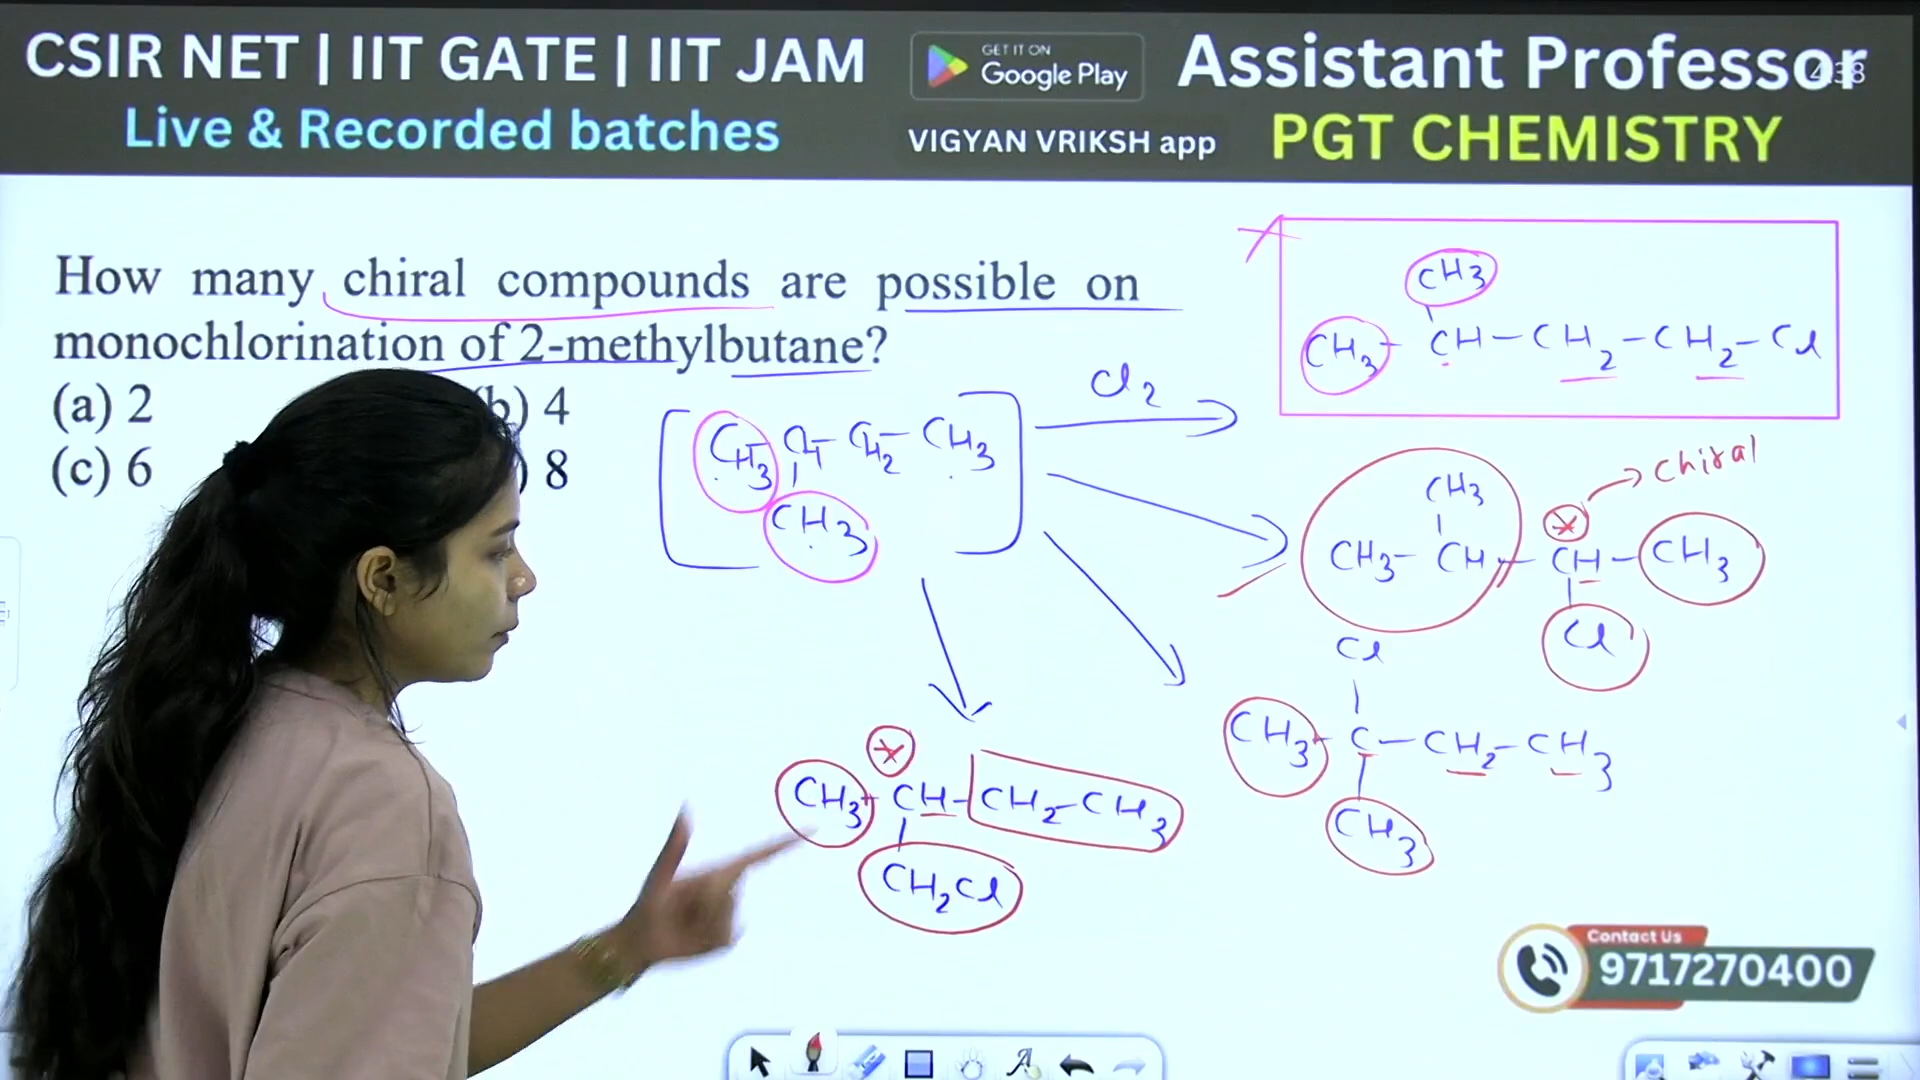 CSIR NET | IIT GATE | IIT JAM
Live & Recorded batches
GET IT ON
Google Play
VIGYAN VRIKSH app
Assistant Professor
4:38
PGT CHEMISTRY
How many chiral compounds are possible on
monochlorination of 2-methylbutane?
(a) 2
b) 4
(c) 6
) 8
CH3-CH-CH2-CH3
CH3
Cl2
CH3
CH3-CH-CH2-CH2-Cl
chiral
CH3
CH3-CH-CH-CH3
Cl
Cl
CH3-C-CH2-CH3
CH3
CH3-CH-CH2-CH3
CH2Cl
Contact Us
9717270400